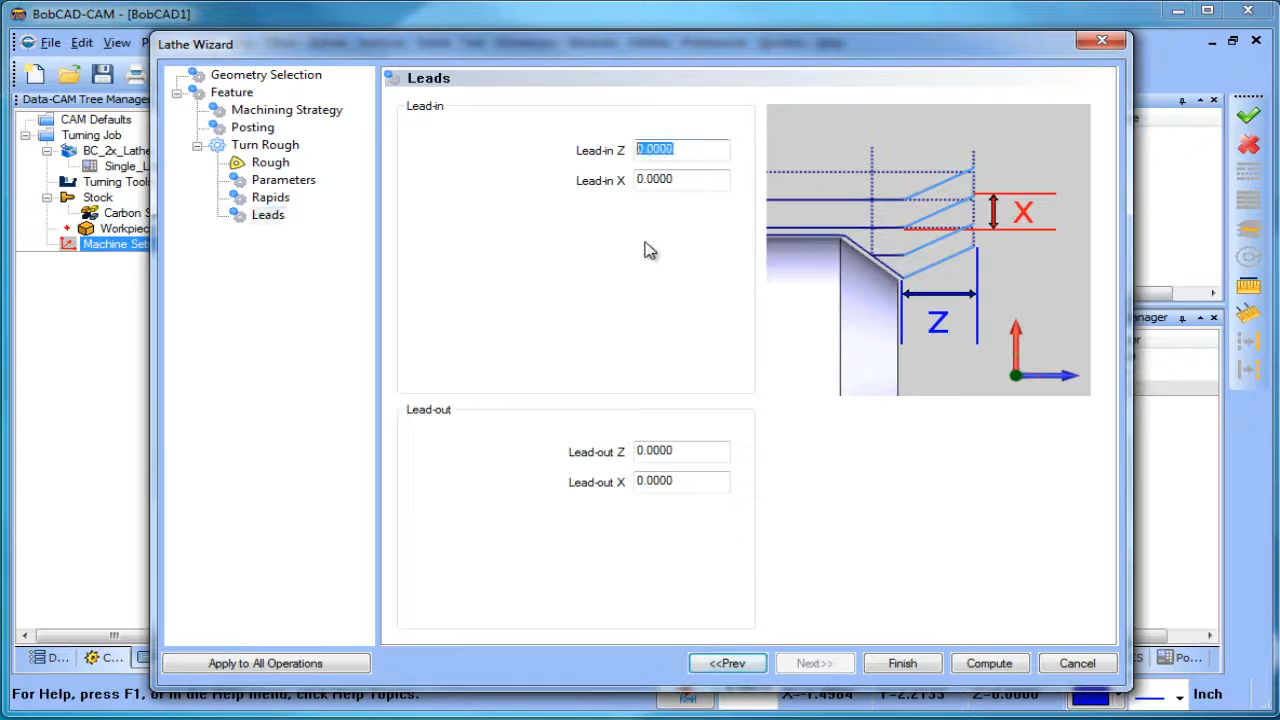 BobCAD-CAM - [BobCAD1]
File Edit View
Lathe Wizard
Data-CAM Tree Manager
CAM Defaults
Turning Job
BC_2x_Lathe
Single_L
Turning Tools
Stock
Carbon S
Workpiec
Machine Set
D... C...
Geometry Selection
Feature
Machining Strategy
Posting
Turn Rough
Rough
Parameters
Rapids
Leads
Leads
Lead-in
Lead-in Z 0.0000
Lead-in X 0.0000
X
Z
Lead-out
Lead-out Z 0.0000
Lead-out X 0.0000
anager
Po...
Apply to All Operations
<<Prev
Next>>
Finish
Compute
Cancel
For Help, press F1, or in the Help menu, click Help Topics.
Inch